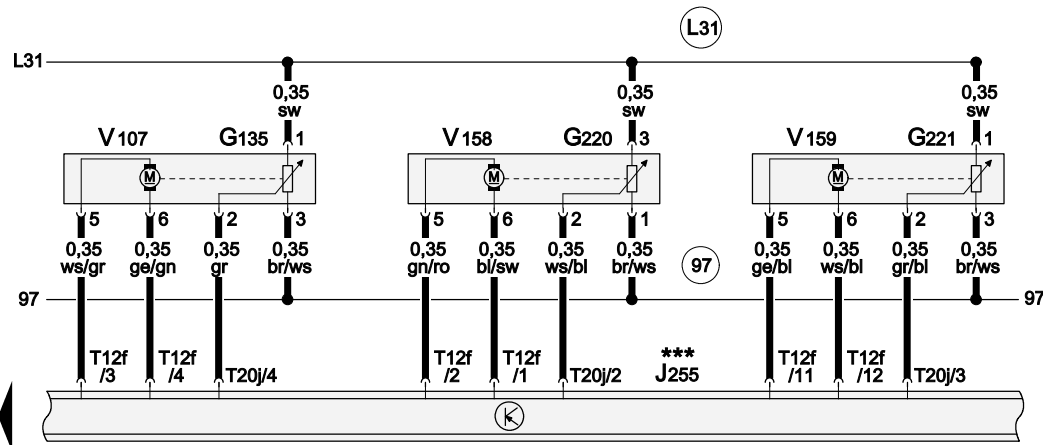 L31
L31
0,35 0,35 0,35
sw sw sw
V107 G135 1 V158 G220 3 V159 G221 1
M M M
5 6 2 3 5 6 2 1 5 6 2 3
0,35 0,35 0,35 0,35 0,35 0,35 0,35 0,35 0,35 0,35 0,35 0,35
ws/gr ge/gn gr br/ws gn/ro bl/sw ws/bl br/ws ge/bl ws/bl gr/bl br/ws
97
97 97
T12f T12f T12f T12f *** T12f T12f
/3 /4 T20j/4 /2 /1 T20j/2 J255 /11 /12 T20j/3